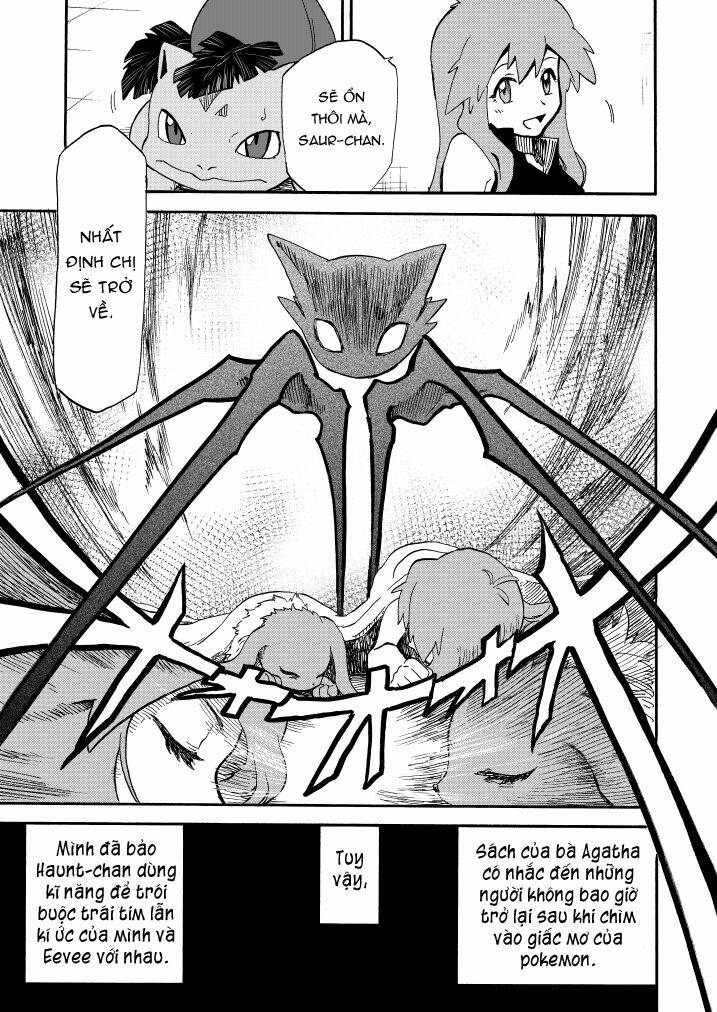 SẼ ỔN
THÔI MÀ,
SAUR-CHAN.
NHẤT
ĐỊNH CHỊ
SẼ TRỞ
VỀ.
Sách của bà Agatha
có nhắc đến những
người không bao giờ
trở lại sau khi chìm
vào giấc mơ của
pokemon.
Tuy
vậy,
Mình đã bảo
Haunt-chan dùng
kĩ năng để trói
buộc trái tim lẫn
kí ức của mình và
Eevee với nhau.